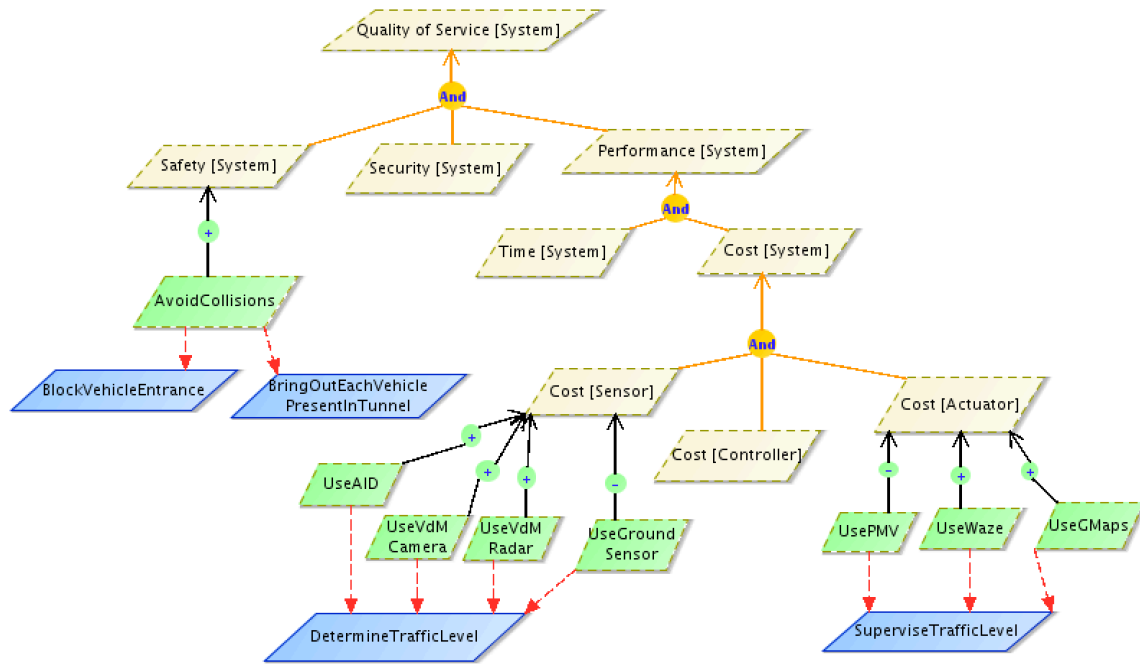 Quality of Service [System]
And
Safety [System]
Security [System]
Performance [System]
And
+
Time [System]
Cost [System]
AvoidCollisions
And
BlockVehicleEntrance
BringOutEachVehicle
PresentInTunnel
Cost [Sensor]
Cost [Actuator]
Cost [Controller]
+
+
+
-
-
+
+
UseAID
UseVdM
Camera
UseVdM
Radar
UseGround
Sensor
UsePMV
UseWaze
UseGMaps
DetermineTrafficLevel
SuperviseTrafficLevel